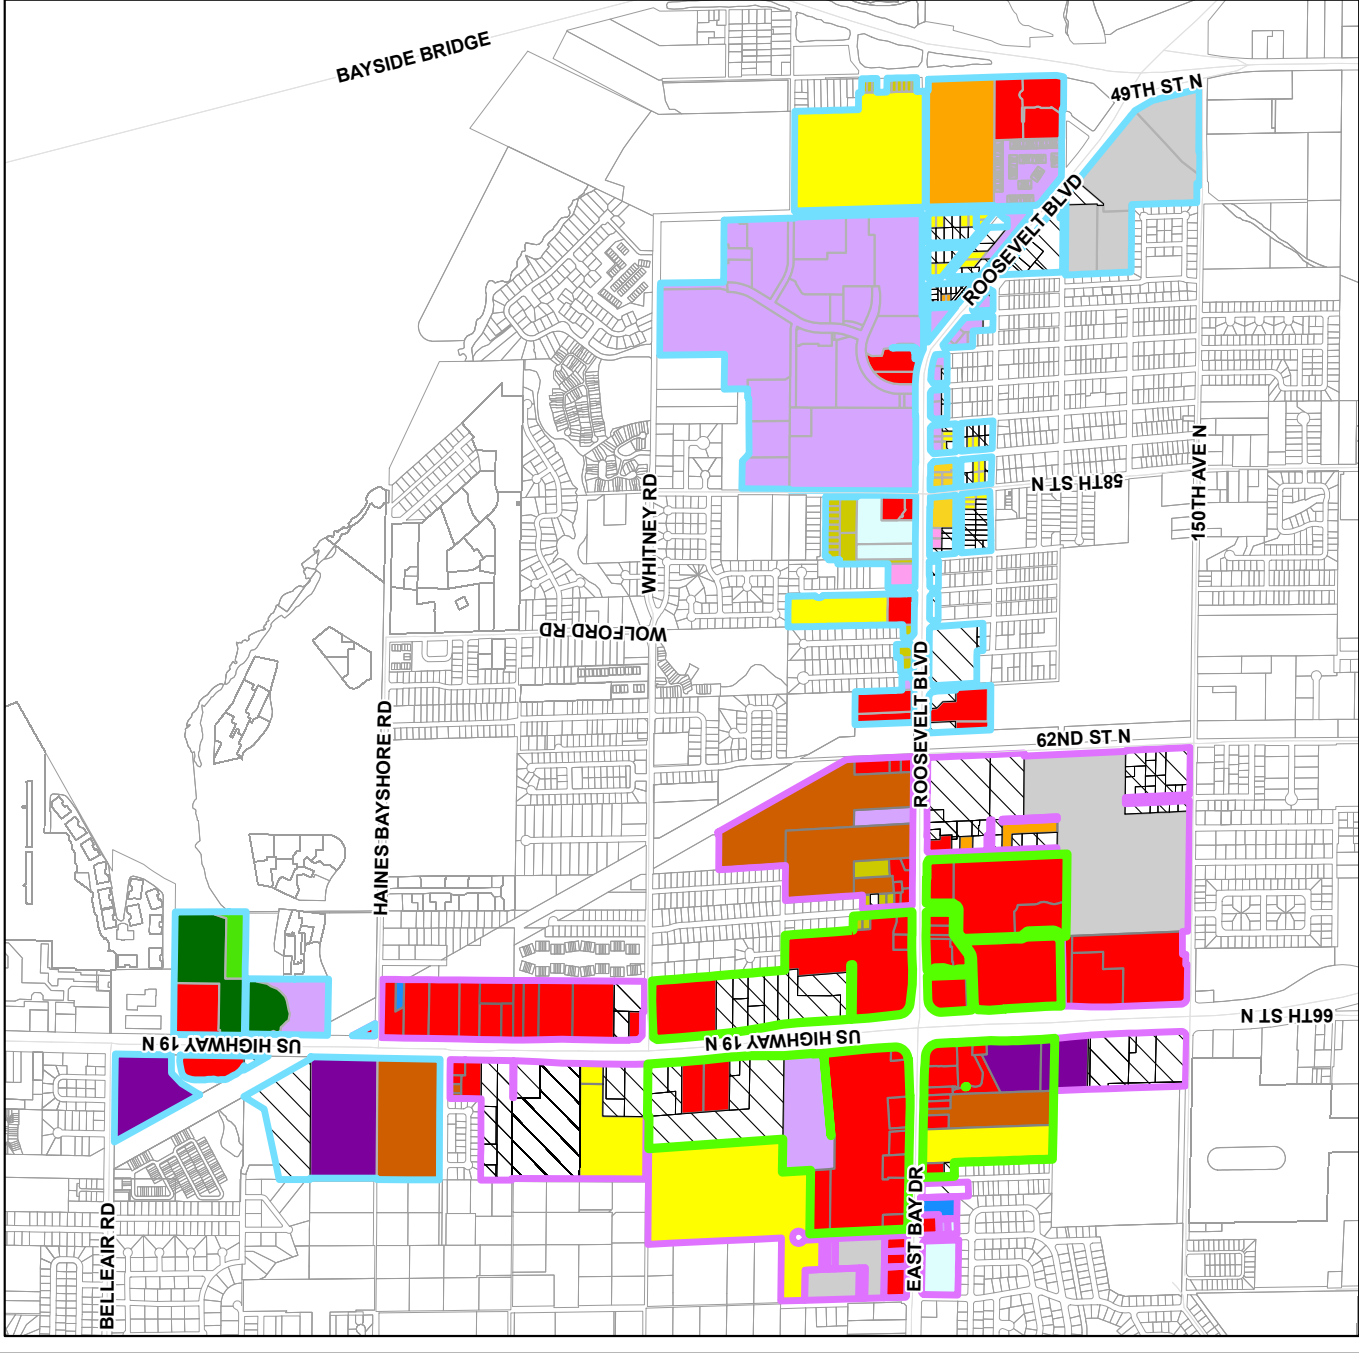 BAYSIDE BRIDGE
49TH ST N
ROOSEVELT BLVD
WHITNEY RD
58TH ST N
150TH AVE N
WOLFORD RD
HAINES BAYSHORE RD
ROOSEVELT BLVD
62ND ST N
66TH ST N
US HIGHWAY 19 N
US HIGHWAY 19 N
BELLEAIR RD
EAST BAY DR